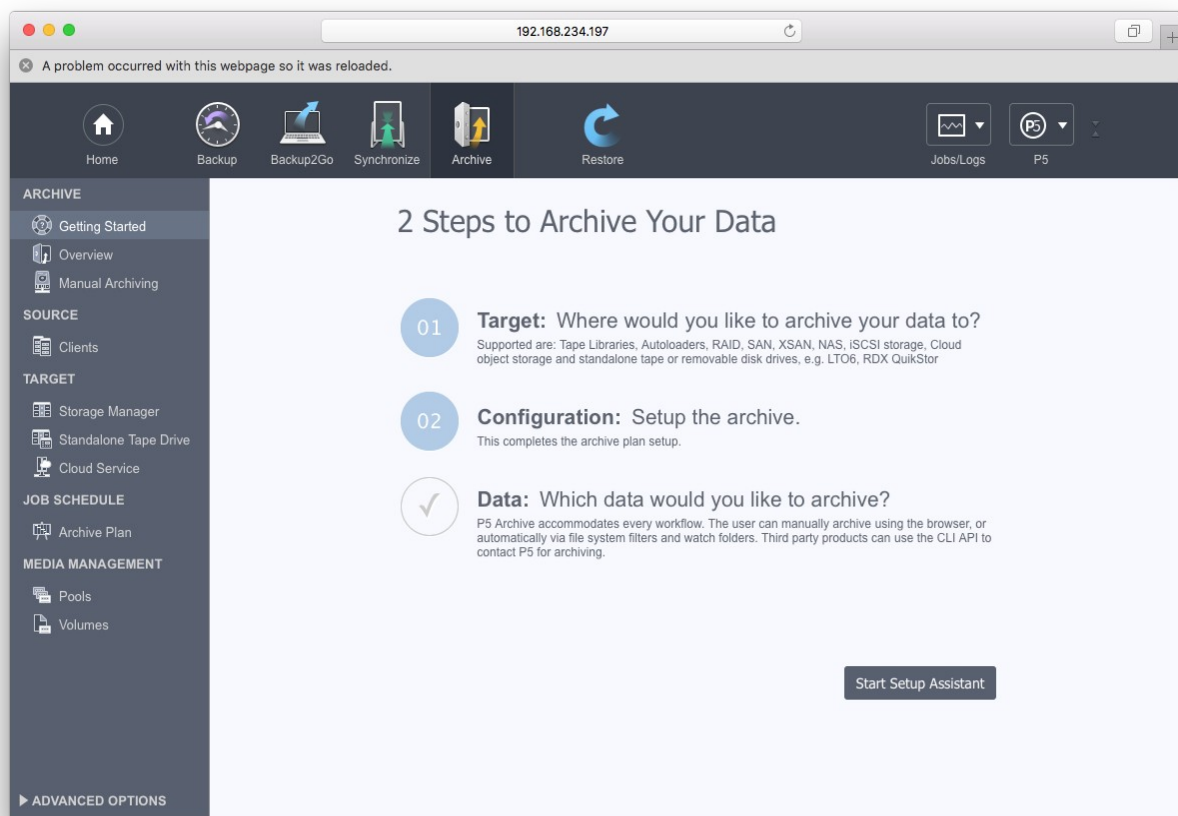 192.168.234.197
A problem occurred with this webpage so it was reloaded.
Home
Backup
Backup2Go
Synchronize
Archive
Restore
Jobs/Logs
P5
P5
ARCHIVE
Getting Started
Overview
Manual Archiving
SOURCE
Clients
TARGET
Storage Manager
Standalone Tape Drive
Cloud Service
JOB SCHEDULE
Archive Plan
MEDIA MANAGEMENT
Pools
Volumes
ADVANCED OPTIONS
2 Steps to Archive Your Data
01
Target: Where would you like to archive your data to?
Supported are: Tape Libraries, Autoloaders, RAID, SAN, XSAN, NAS, iSCSI storage, Cloud
object storage and standalone tape or removable disk drives, e.g. LTO6, RDX QuikStor
02
Configuration: Setup the archive.
This completes the archive plan setup.
Data: Which data would you like to archive?
P5 Archive accommodates every workflow. The user can manually archive using the browser, or
automatically via file system filters and watch folders. Third party products can use the CLI API to
contact P5 for archiving.
Start Setup Assistant